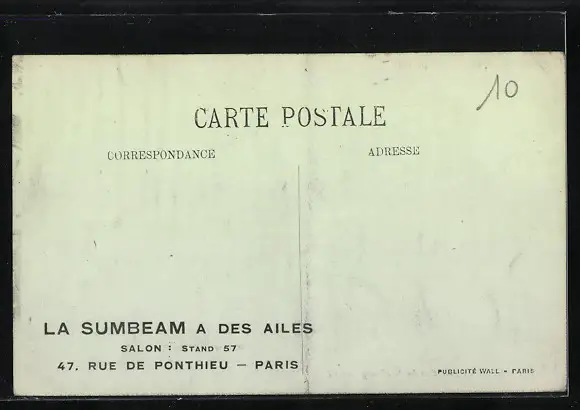 10
CARTE POSTALE
CORRESPONDANCE
ADRESSE
LA SUMBEAM A DES AILES
SALON : STAND 57
47. RUE DE PONTHIEU — PARIS
PUBLICITÉ WALL - PARIS